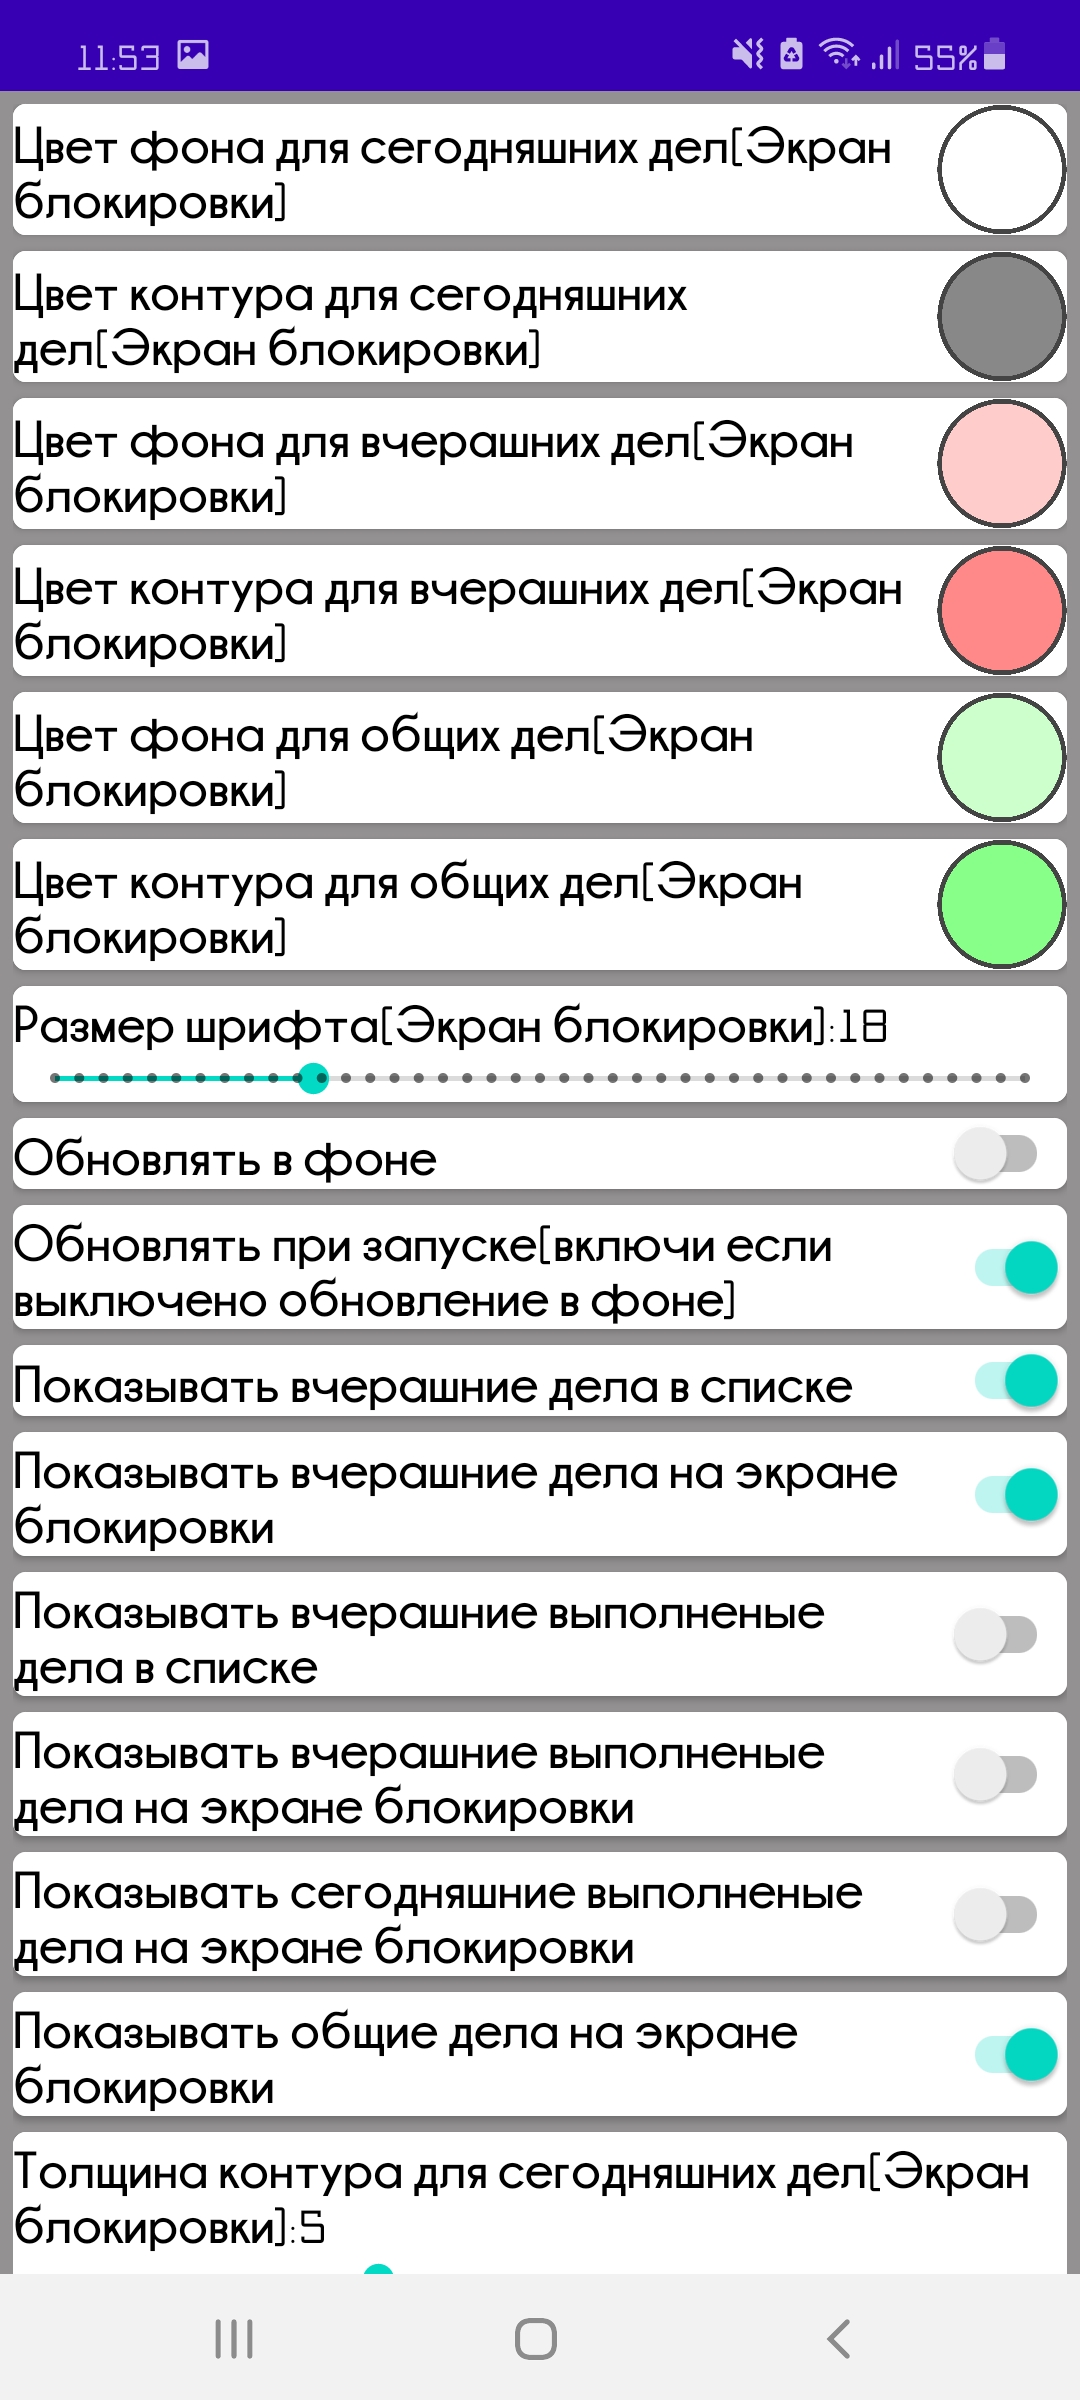 11:53 55%
Цвет фона для сегодняшних дел[Экран
блокировки]
Цвет контура для сегодняшних
дел[Экран блокировки]
Цвет фона для вчерашних дел[Экран
блокировки]
Цвет контура для вчерашних дел[Экран
блокировки]
Цвет фона для общих дел[Экран
блокировки]
Цвет контура для общих дел[Экран
блокировки]
Размер шрифта[Экран блокировки]:18
Обновлять в фоне
Обновлять при запуске[включи если
выключено обновление в фоне]
Показывать вчерашние дела в списке
Показывать вчерашние дела на экране
блокировки
Показывать вчерашние выполненые
дела в списке
Показывать вчерашние выполненые
дела на экране блокировки
Показывать сегодняшние выполненые
дела на экране блокировки
Показывать общие дела на экране
блокировки
Толщина контура для сегодняшних дел[Экран
блокировки]:5